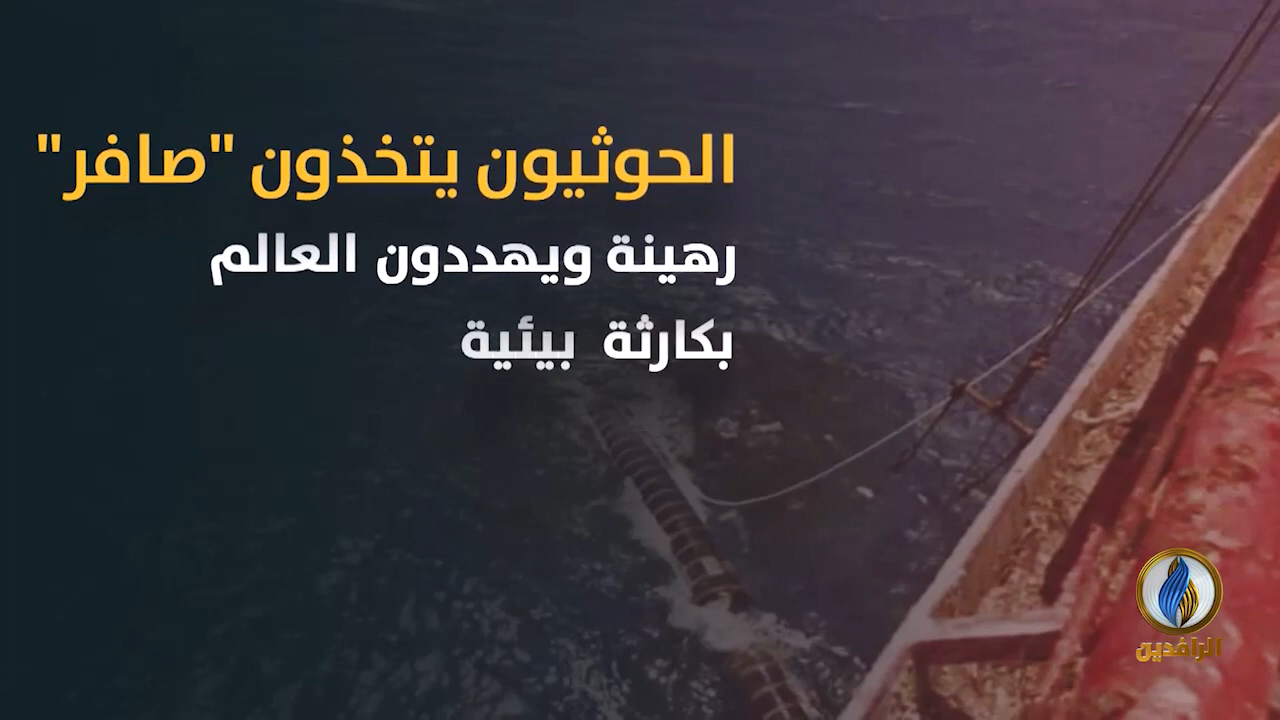 الحوثيون يتخذون "صافر"
رهينة ويهددون العالم
بكارثة بيئية
الرافدين